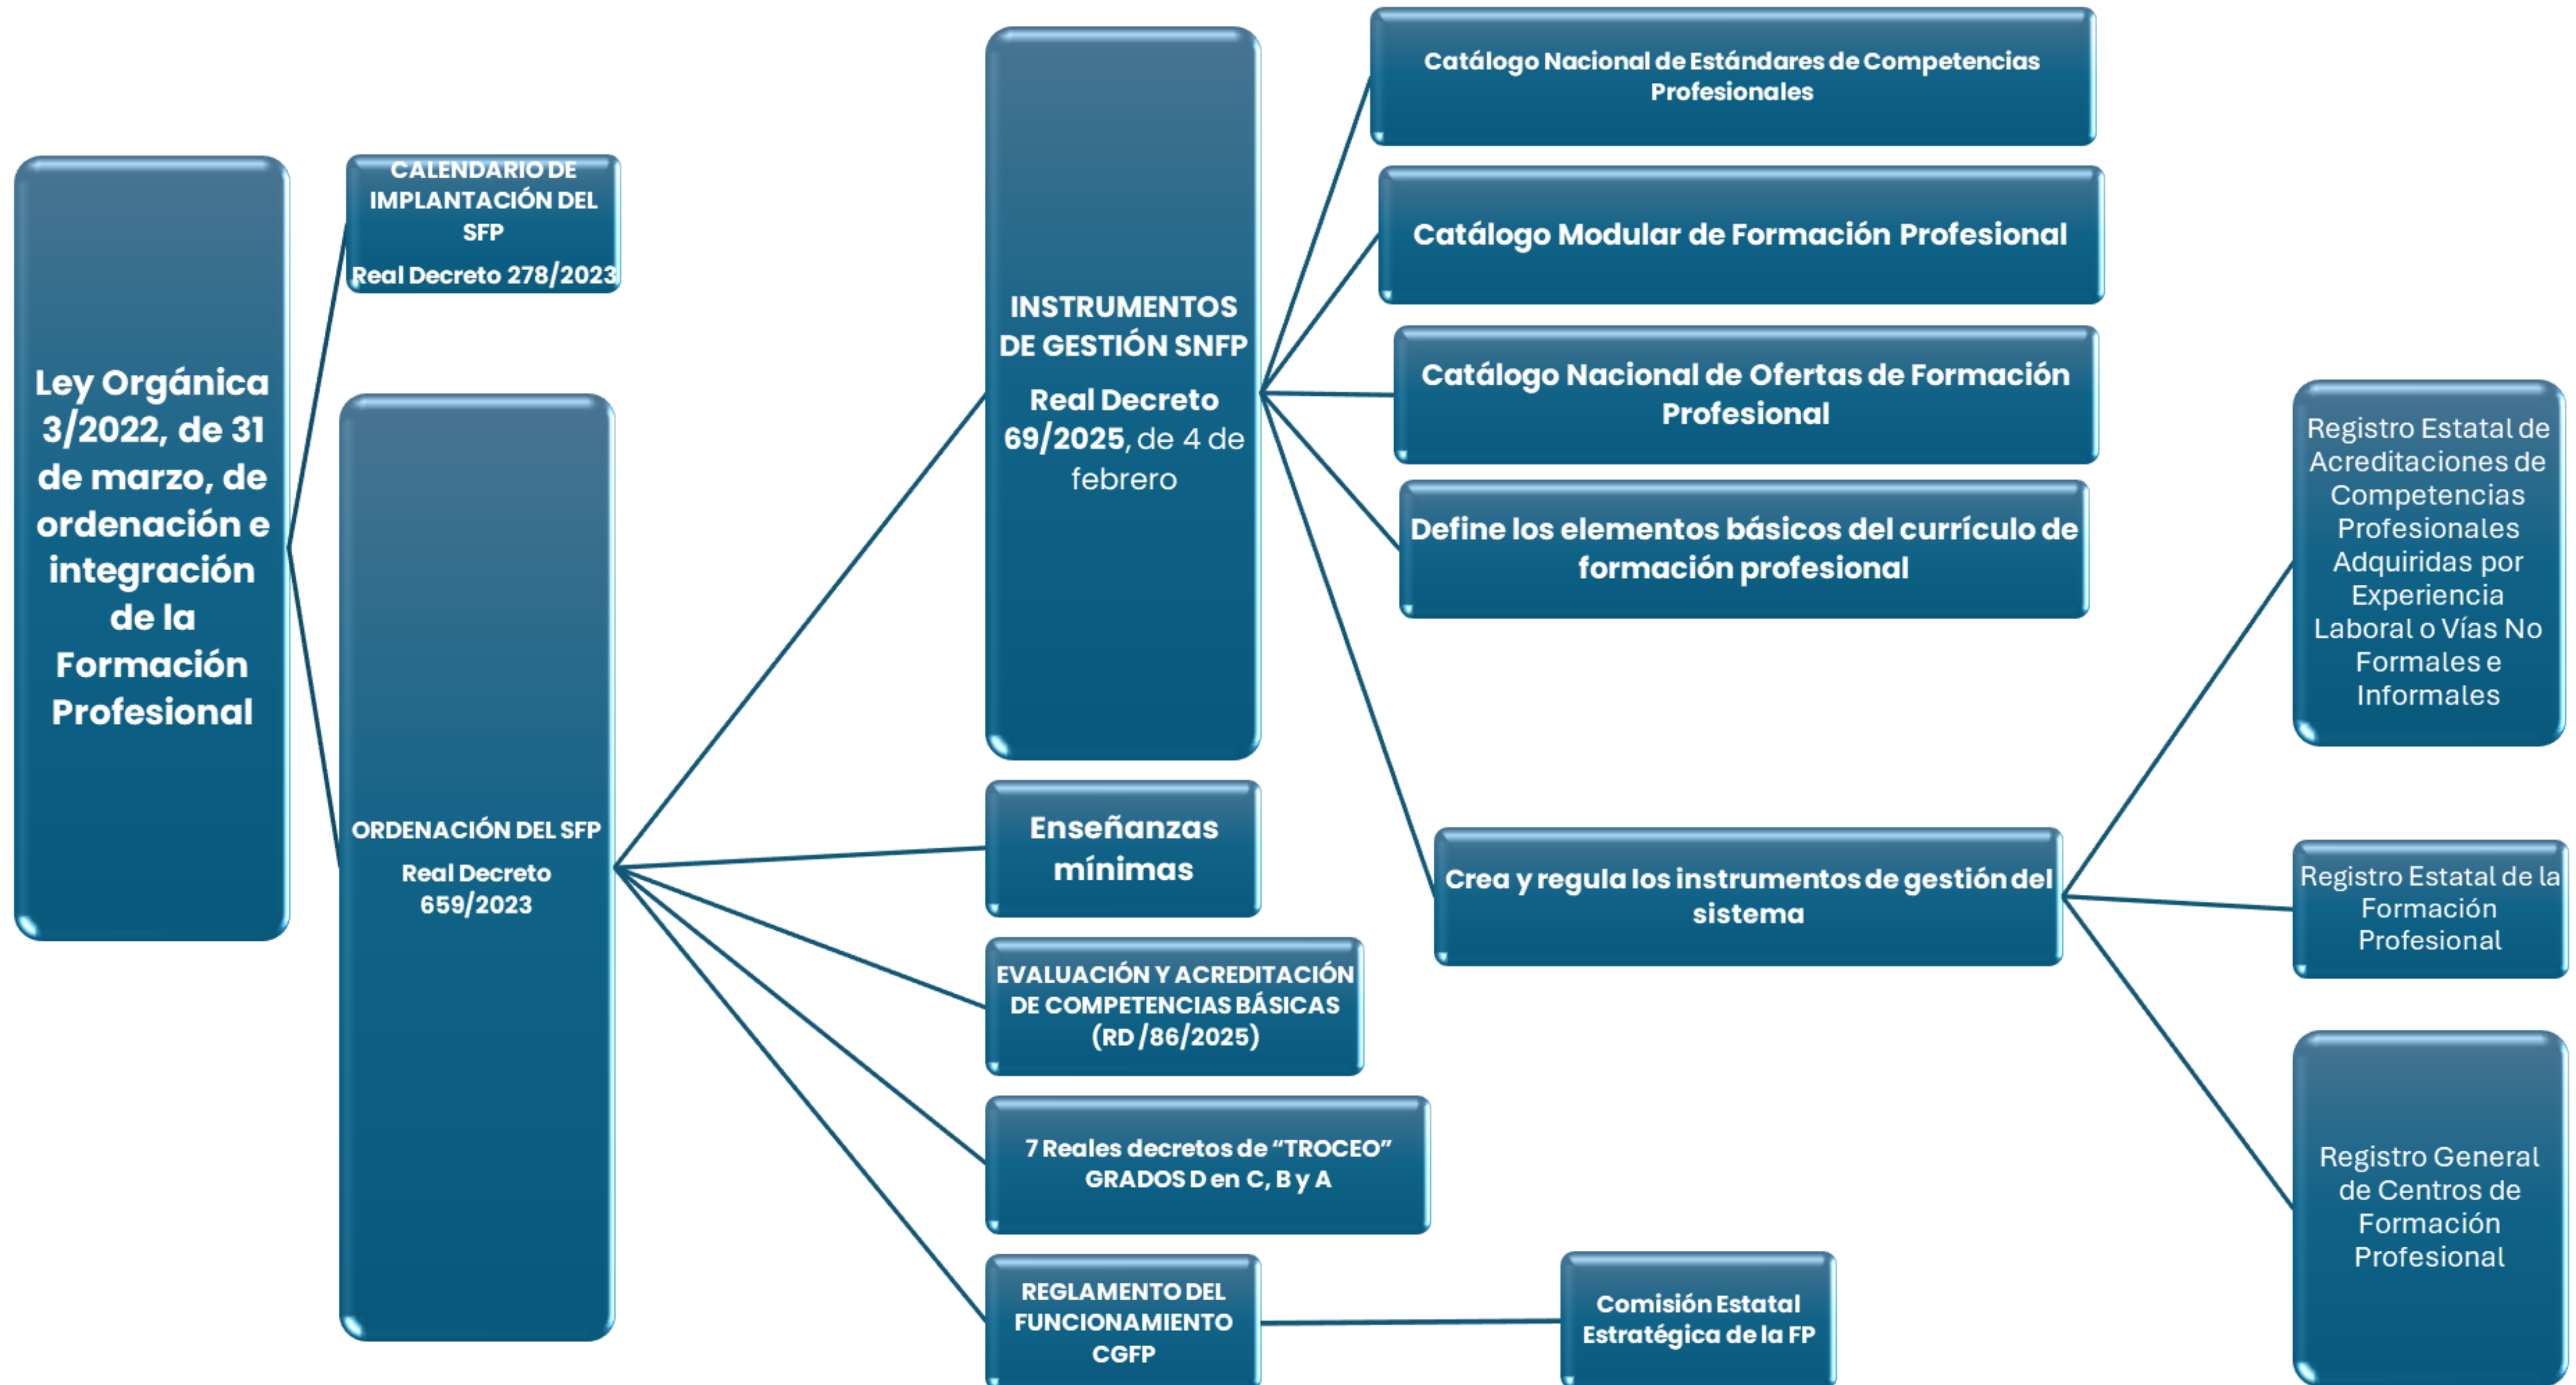 Ley Orgánica
3/2022, de 31
de marzo, de
ordenación e
integración
de la
Formación
Profesional
CALENDARIO DE
IMPLANTACIÓN DEL
SFP
Real Decreto 278/2023
ORDENACIÓN DEL SFP
Real Decreto
659/2023
INSTRUMENTOS
DE GESTIÓN SNFP
Real Decreto
69/2025, de 4 de
febrero
Catálogo Nacional de Estándares de Competencias
Profesionales
Catálogo Modular de Formación Profesional
Catálogo Nacional de Ofertas de Formación
Profesional
Define los elementos básicos del currículo de
formación profesional
Crea y regula los instrumentos de gestión del
sistema
Registro Estatal de
Acreditaciones de
Competencias
Profesionales
Adquiridas por
Experiencia
Laboral o Vías No
Formales e
Informales
Registro Estatal de la
Formación
Profesional
Registro General
de Centros de
Formación
Profesional
Enseñanzas
mínimas
EVALUACIÓN Y ACREDITACIÓN
DE COMPETENCIAS BÁSICAS
(RD /86/2025)
7 Reales decretos de “TROCEO”
GRADOS D en C, B y A
REGLAMENTO DEL
FUNCIONAMIENTO
CGFP
Comisión Estatal
Estratégica de la FP